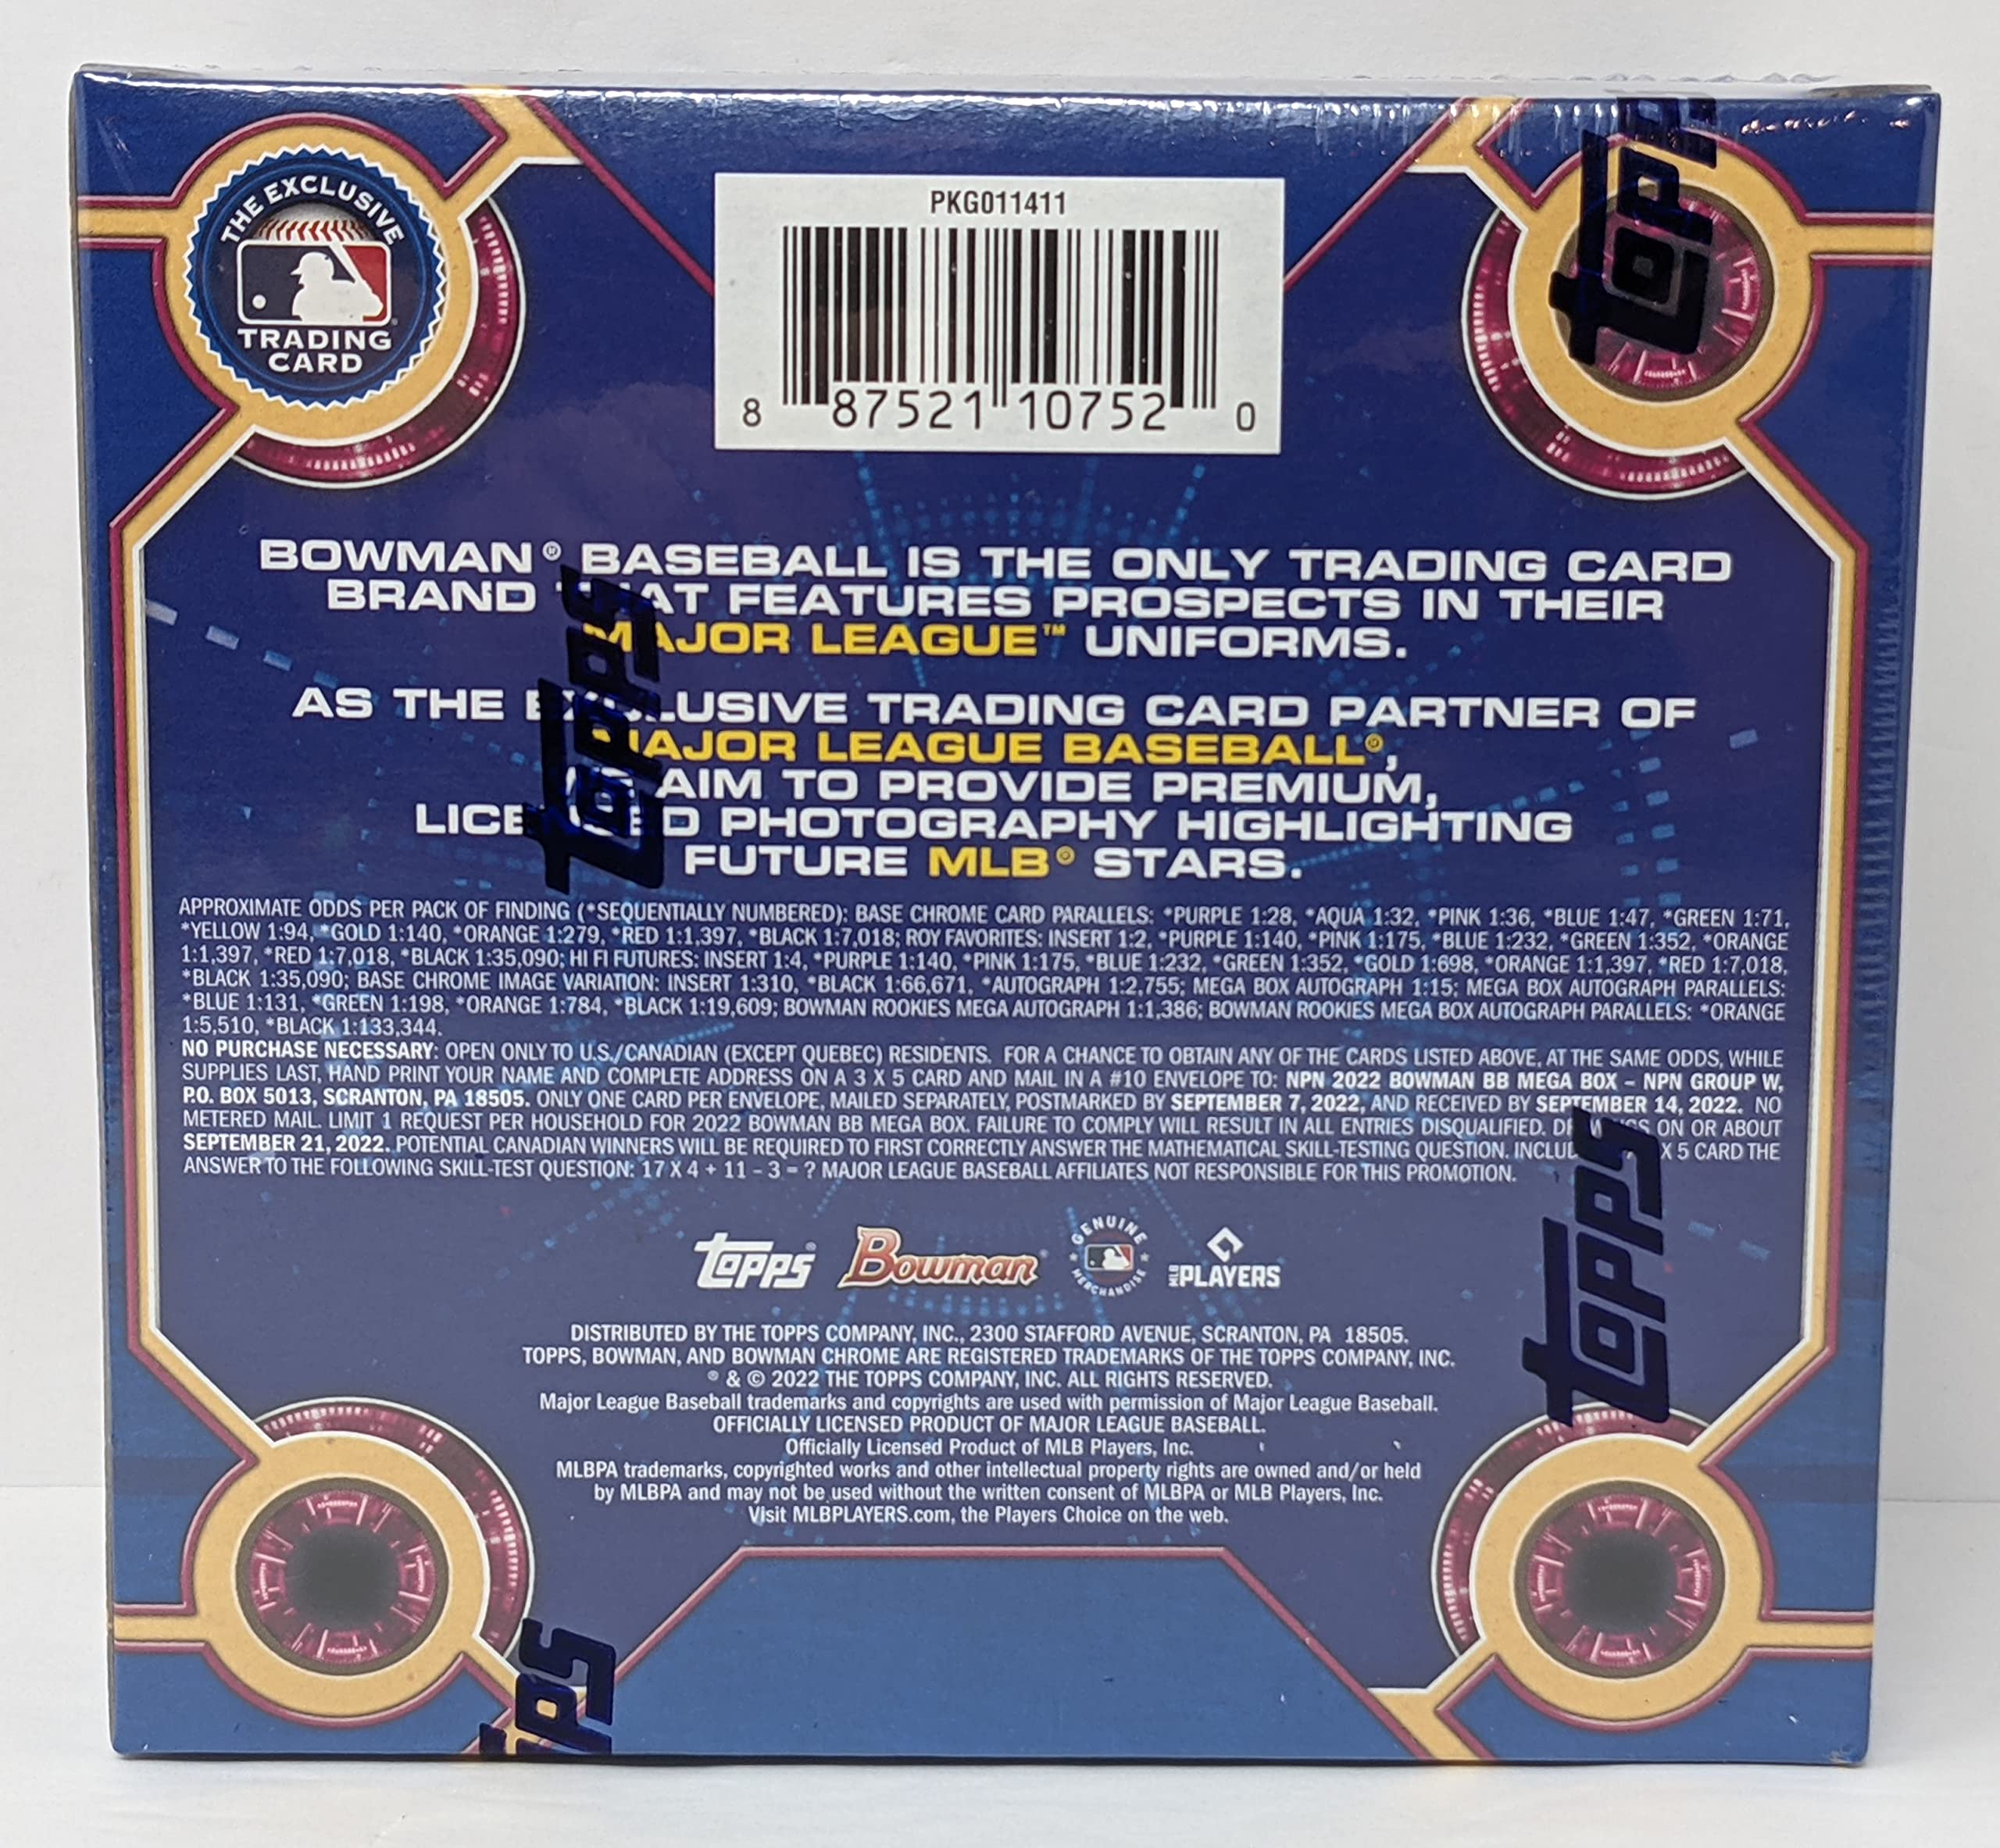 THE EXCLUSIVE
TRADING
CARD
PKG011411
8 87521 10752 0
Topps
BOWMAN® BASEBALL IS THE ONLY TRADING CARD
BRAND THAT FEATURES PROSPECTS IN THEIR
MAJOR LEAGUE™ UNIFORMS.
AS THE EXCLUSIVE TRADING CARD PARTNER OF
MAJOR LEAGUE BASEBALL®,
AIM TO PROVIDE PREMIUM,
LICENSED PHOTOGRAPHY HIGHLIGHTING
FUTURE MLB® STARS.
Topps
APPROXIMATE ODDS PER PACK OF FINDING (*SEQUENTIALLY NUMBERED): BASE CHROME CARD PARALLELS: *PURPLE 1:28, *AQUA 1:32, *PINK 1:36, *BLUE 1:47, *GREEN 1:71,
*YELLOW 1:94, *GOLD 1:140, *ORANGE 1:279, *RED 1:1,397, *BLACK 1:7,018; ROY FAVORITES: INSERT 1:2, *PURPLE 1:140, *PINK 1:175, *BLUE 1:232, *GREEN 1:352, *ORANGE
1:1,397, *RED 1:7,018, *BLACK 1:35,090; HI FI FUTURES: INSERT 1:4, *PURPLE 1:140, *PINK 1:175, *BLUE 1:232, *GREEN 1:352, *GOLD 1:698, *ORANGE 1:1,397, *RED 1:7,018,
*BLACK 1:35,090; BASE CHROME IMAGE VARIATION: INSERT 1:310, *BLACK 1:66,671, *AUTOGRAPH 1:2,755; MEGA BOX AUTOGRAPH 1:15; MEGA BOX AUTOGRAPH PARALLELS:
*BLUE 1:131, *GREEN 1:198, *ORANGE 1:784, *BLACK 1:19,609; BOWMAN ROOKIES MEGA AUTOGRAPH 1:1,386; BOWMAN ROOKIES MEGA BOX AUTOGRAPH PARALLELS: *ORANGE
1:5,510, *BLACK 1:133,344.
NO PURCHASE NECESSARY: OPEN ONLY TO U.S./CANADIAN (EXCEPT QUEBEC) RESIDENTS. FOR A CHANCE TO OBTAIN ANY OF THE CARDS LISTED ABOVE, AT THE SAME ODDS, WHILE
SUPPLIES LAST, HAND PRINT YOUR NAME AND COMPLETE ADDRESS ON A 3 X 5 CARD AND MAIL IN A #10 ENVELOPE TO: NPN 2022 BOWMAN BB MEGA BOX – NPN GROUP W,
P.O. BOX 5013, SCRANTON, PA 18505. ONLY ONE CARD PER ENVELOPE, MAILED SEPARATELY, POSTMARKED BY SEPTEMBER 7, 2022, AND RECEIVED BY SEPTEMBER 14, 2022. NO
METERED MAIL. LIMIT 1 REQUEST PER HOUSEHOLD FOR 2022 BOWMAN BB MEGA BOX. FAILURE TO COMPLY WILL RESULT IN ALL ENTRIES DISQUALIFIED. DRAWINGS ON OR ABOUT
SEPTEMBER 21, 2022. POTENTIAL CANADIAN WINNERS WILL BE REQUIRED TO FIRST CORRECTLY ANSWER THE MATHEMATICAL SKILL-TESTING QUESTION. X 5 CARD THE
ANSWER TO THE FOLLOWING SKILL-TEST QUESTION: 17 X 4 + 11 – 3 = ? MAJOR LEAGUE BASEBALL AFFILIATES NOT RESPONSIBLE FOR THIS PROMOTION.
Topps
TOPPS® Bowman® GENUINE MERCHANDISE MLB PLAYERS
DISTRIBUTED BY THE TOPPS COMPANY, INC., 2300 STAFFORD AVENUE, SCRANTON, PA 18505.
TOPPS, BOWMAN, AND BOWMAN CHROME ARE REGISTERED TRADEMARKS OF THE TOPPS COMPANY, INC.
® & © 2022 THE TOPPS COMPANY, INC. ALL RIGHTS RESERVED.
Major League Baseball trademarks and copyrights are used with permission of Major League Baseball.
OFFICIALLY LICENSED PRODUCT OF MAJOR LEAGUE BASEBALL.
Officially Licensed Product of MLB Players, Inc.
MLBPA trademarks, copyrighted works and other intellectual property rights are owned and/or held
by MLBPA and may not be used without the written consent of MLBPA or MLB Players, Inc.
Visit MLBPLAYERS.com, the Players Choice on the web.